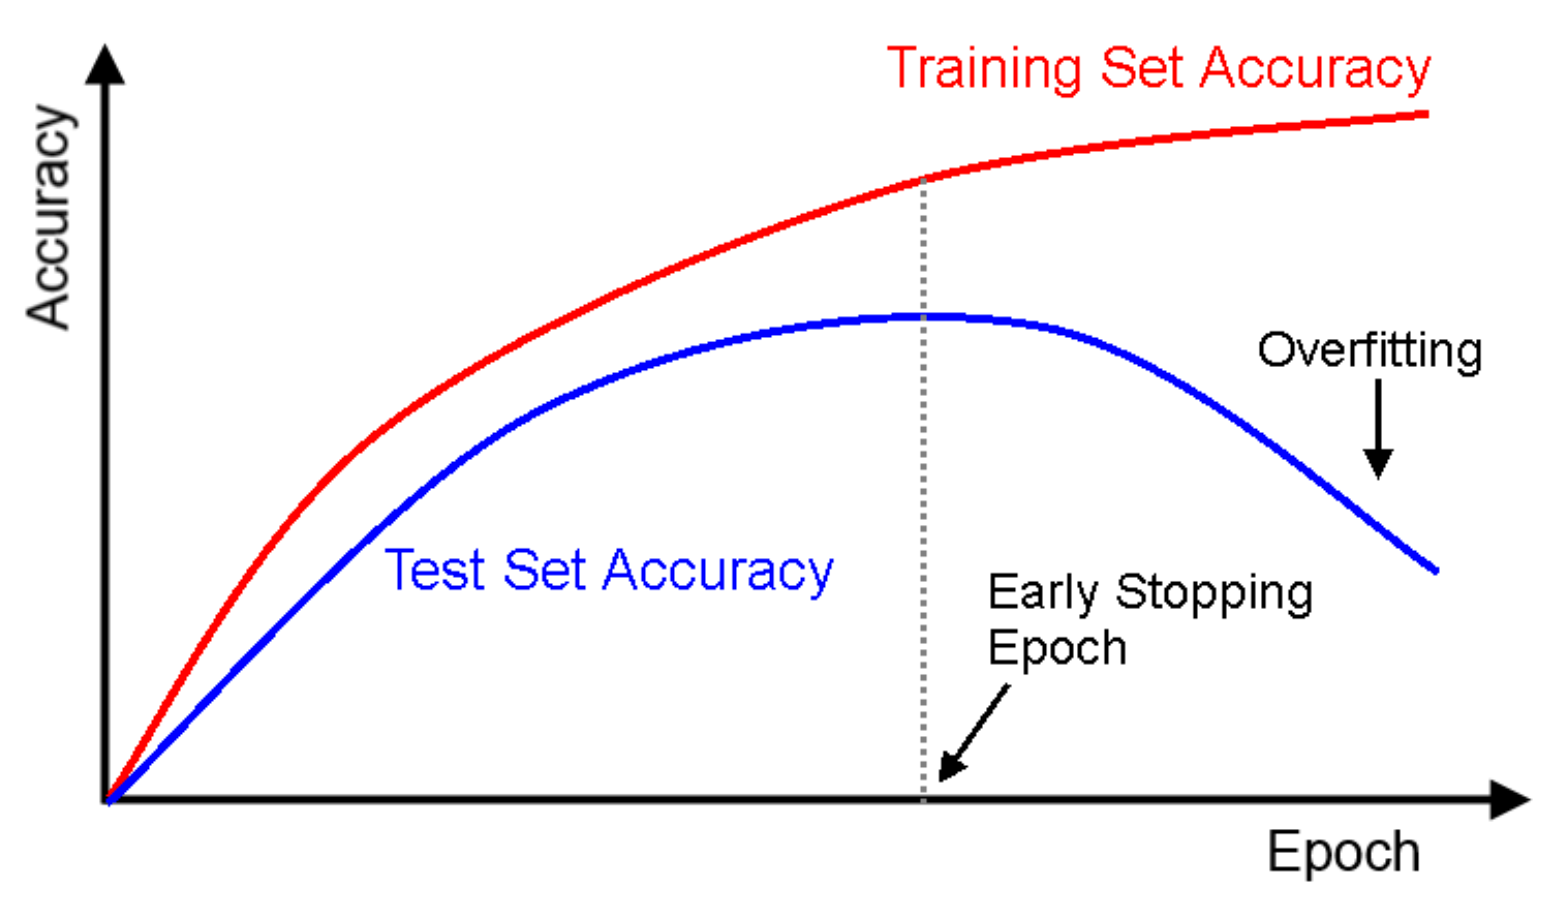 Training Set Accuracy
Accuracy
Overfitting
Test Set Accuracy
Early Stopping
Epoch
Epoch